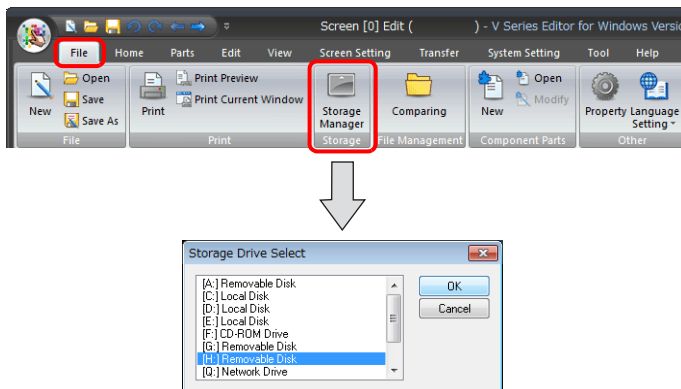 Screen [0] Edit ( ) - V Series Editor for Windows Versio
File Home Parts Edit View Screen Setting Transfer System Setting Tool Help
New
Open
Save
Save As
File
Print
Print Preview
Print Current Window
Print
Storage
Manager
Storage
Comparing
File Management
New
Open
Modify
Component Parts
Property
Language
Setting
Other
Storage Drive Select
[A:] Removable Disk
[C:] Local Disk
[D:] Local Disk
[E:] Local Disk
[F:] CD-ROM Drive
[G:] Removable Disk
[H:] Removable Disk
[Q:] Network Drive
OK
Cancel